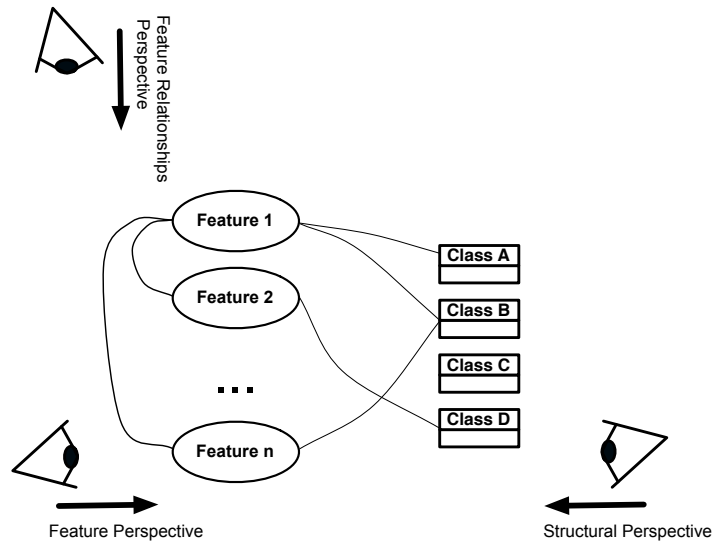 Feature Relationships
Perspective
Feature 1
Feature 2
...
Feature n
Class A
Class B
Class C
Class D
Feature Perspective
Structural Perspective